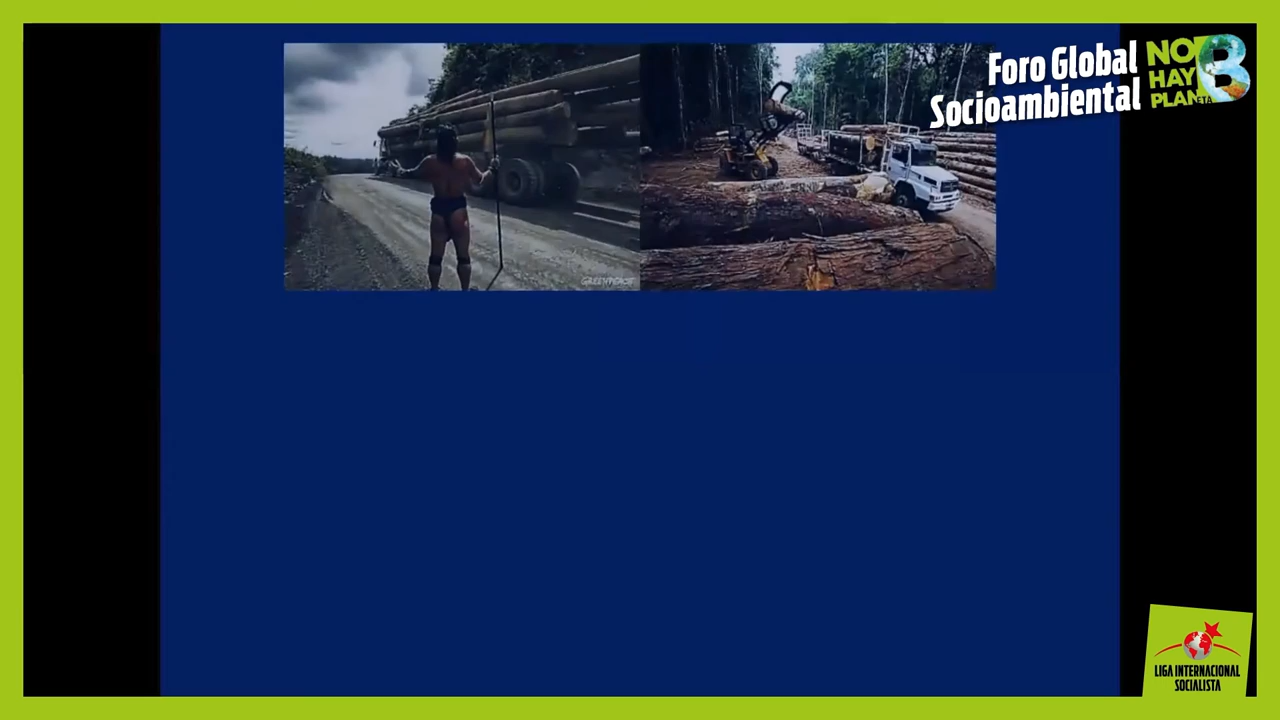 Foro Global
Socioambiental
NO
HAY
PLAN B
ETA
GREENPEACE
LIGA INTERNACIONAL
SOCIALISTA